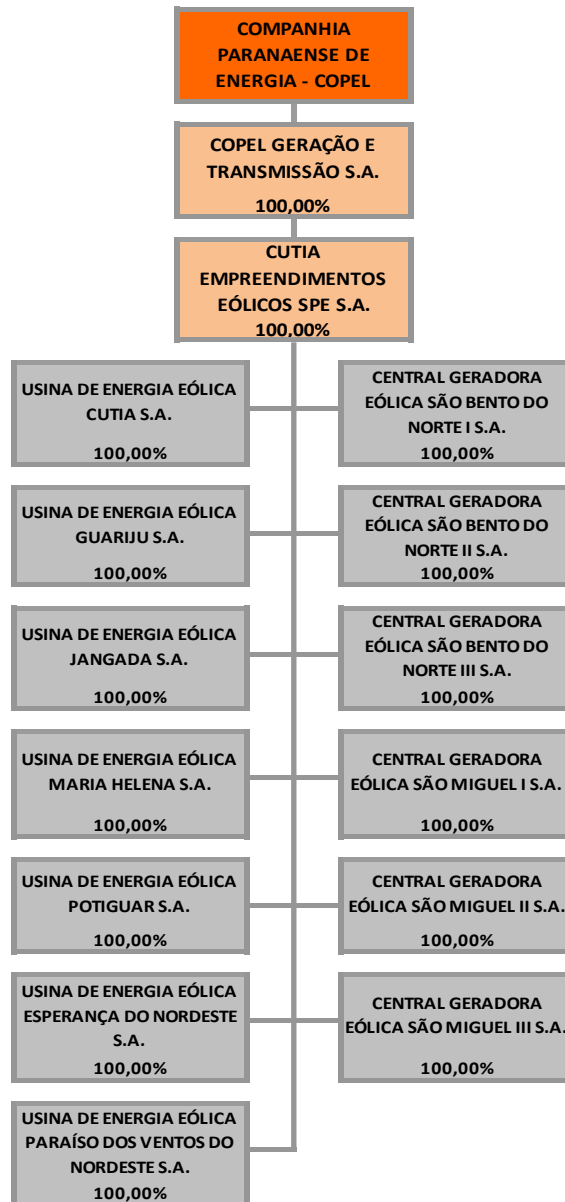 COMPANHIA
PARANAENSE DE
ENERGIA - COPEL
COPEL GERAÇÃO E
TRANSMISSÃO S.A.
100,00%
CUTIA
EMPREENDIMENTOS
EÓLICOS SPE S.A.
100,00%
USINA DE ENERGIA EÓLICA
CUTIA S.A.
100,00%
CENTRAL GERADORA
EÓLICA SÃO BENTO DO
NORTE I S.A.
100,00%
USINA DE ENERGIA EÓLICA
GUARIJU S.A.
100,00%
CENTRAL GERADORA
EÓLICA SÃO BENTO DO
NORTE II S.A.
100,00%
USINA DE ENERGIA EÓLICA
JANGADA S.A.
100,00%
CENTRAL GERADORA
EÓLICA SÃO BENTO DO
NORTE III S.A.
100,00%
USINA DE ENERGIA EÓLICA
MARIA HELENA S.A.
100,00%
CENTRAL GERADORA
EÓLICA SÃO MIGUEL I S.A.
100,00%
USINA DE ENERGIA EÓLICA
POTIGUAR S.A.
100,00%
CENTRAL GERADORA
EÓLICA SÃO MIGUEL II S.A.
100,00%
USINA DE ENERGIA EÓLICA
ESPERANÇA DO NORDESTE
S.A.
100,00%
CENTRAL GERADORA
EÓLICA SÃO MIGUEL III S.A.
100,00%
USINA DE ENERGIA EÓLICA
PARAÍSO DOS VENTOS DO
NORDESTE S.A.
100,00%